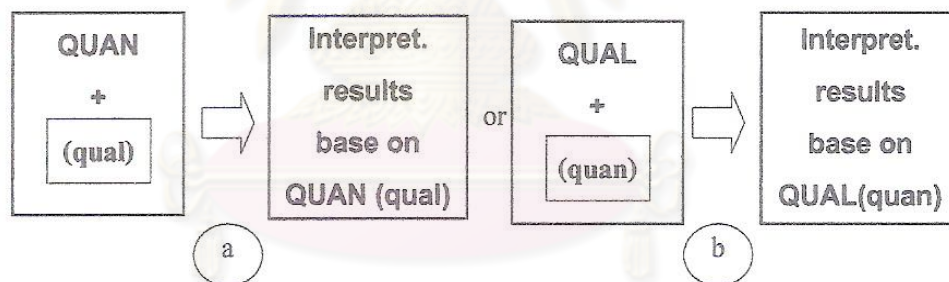 QUAN
+
(qual)
Interpret.
results
base on
QUAN (qual)
or
QUAL
+
(quan)
Interpret.
results
base on
QUAL(quan)
a
b